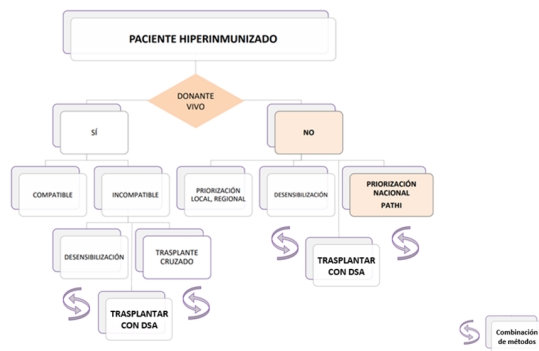 PACIENTE HIPERINMUNIZADO
DONANTE
VIVO
SÍ
NO
COMPATIBLE
INCOMPATIBLE
PRIORIZACIÓN
LOCAL, REGIONAL
DESENSIBILIZACIÓN
PRIORIZACIÓN
NACIONAL
PATHI
DESENSIBILIZACIÓN
TRASPLANTE
CRUZADO
TRASPLANTAR
CON DSA
TRASPLANTAR
CON DSA
Combinación
de métodos